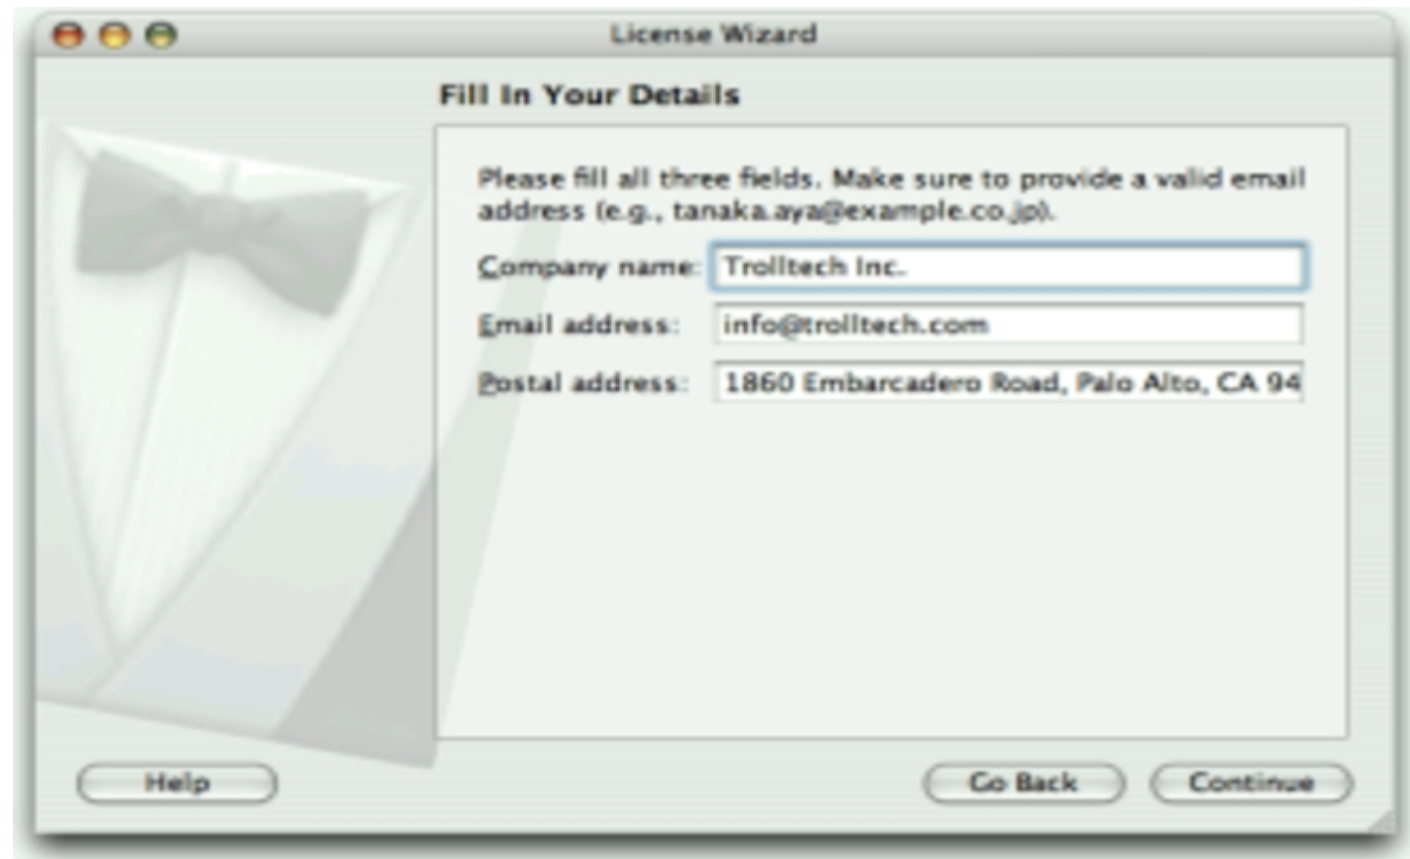 License Wizard
Fill In Your Details
Please fill all three fields. Make sure to provide a valid email
address (e.g., tanaka.aya@example.co.jp).
Company name: Trolltech Inc.
Email address: info@trolltech.com
Postal address: 1860 Embarcadero Road, Palo Alto, CA 94
Help Go Back Continue